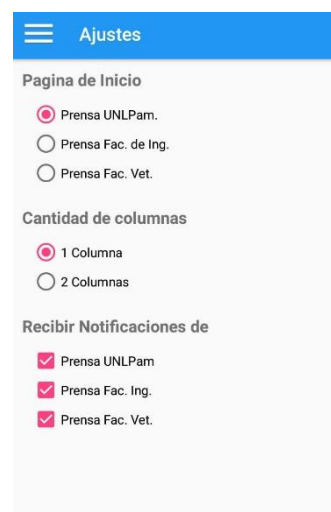 Ajustes
Pagina de Inicio
Prensa UNLPam.
Prensa Fac. de Ing.
Prensa Fac. Vet.
Cantidad de columnas
1 Columna
2 Columnas
Recibir Notificaciones de
Prensa UNLPam
Prensa Fac. Ing.
Prensa Fac. Vet.